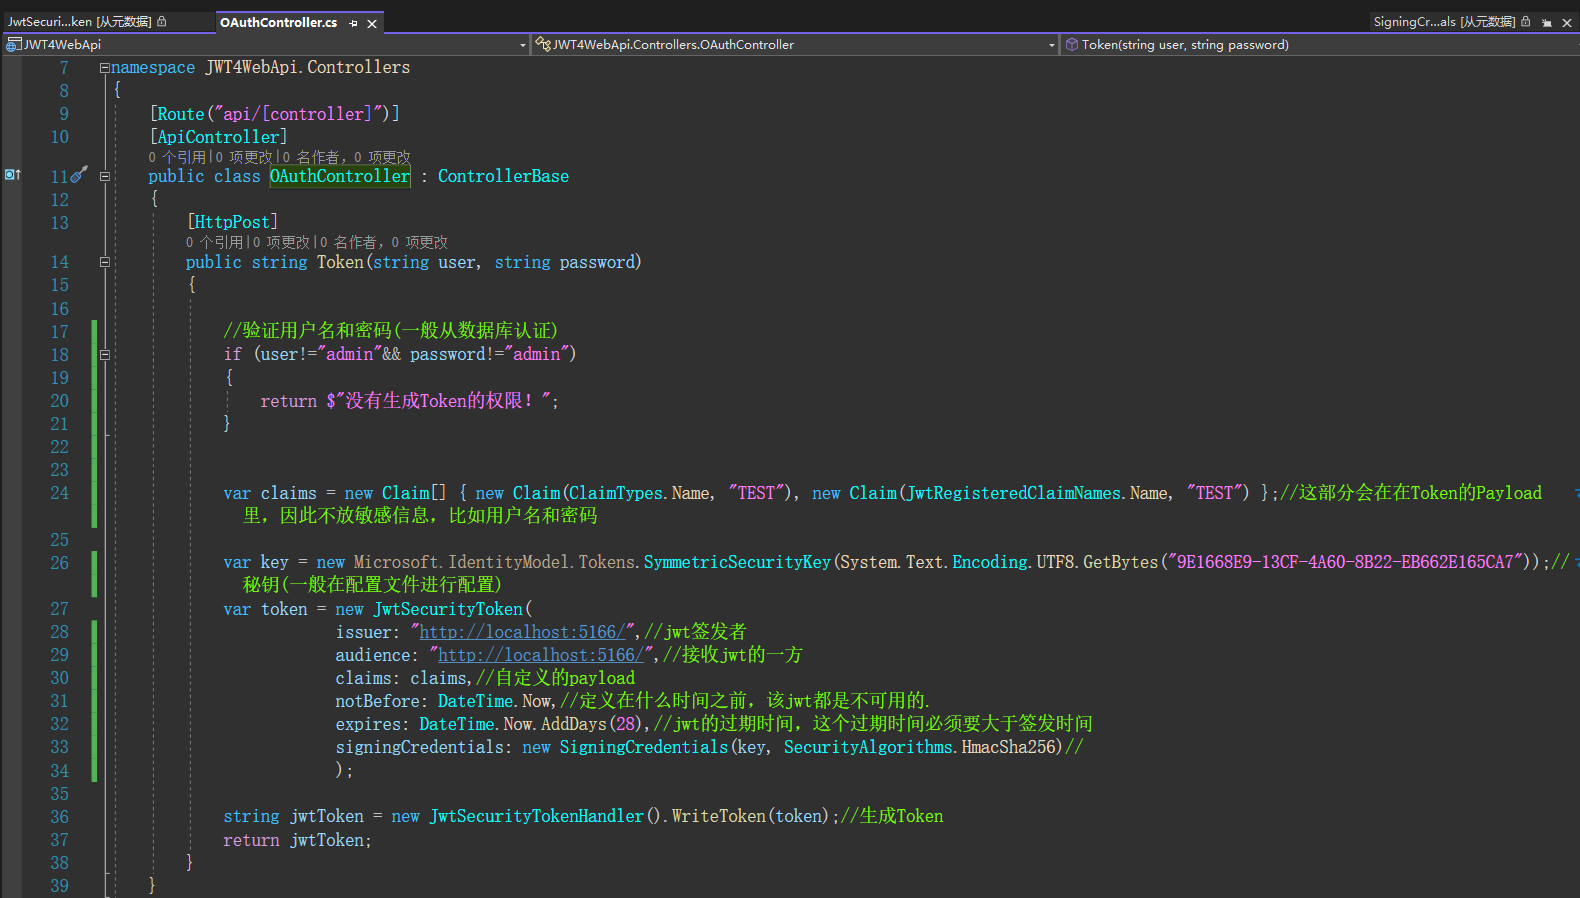 JwtSecuri...ken [从元数据]
OAuthController.cs
SigningCr...als [从元数据]
JWT4WebApi
JWT4WebApi.Controllers.OAuthController
Token(string user, string password)
7 namespace JWT4WebApi.Controllers
8 {
9 [Route("api/[controller]")]
10 [ApiController]
0 个引用|0 项更改|0 名作者，0 项更改
11 public class OAuthController : ControllerBase
12 {
13 [HttpPost]
0 个引用|0 项更改|0 名作者，0 项更改
14 public string Token(string user, string password)
15 {
16
17 //验证用户名和密码(一般从数据库认证)
18 if (user!="admin"&& password!="admin")
19 {
20 return $"没有生成Token的权限！";
21 }
22
23
24 var claims = new Claim[] { new Claim(ClaimTypes.Name, "TEST"), new Claim(JwtRegisteredClaimNames.Name, "TEST") };//这部分会在在Token的Payload
里，因此不放敏感信息，比如用户名和密码
25
26 var key = new Microsoft.IdentityModel.Tokens.SymmetricSecurityKey(System.Text.Encoding.UTF8.GetBytes("9E1668E9-13CF-4A60-8B22-EB662E165CA7"));//
秘钥(一般在配置文件进行配置)
27 var token = new JwtSecurityToken(
28 issuer: "http://localhost:5166/",//jwt签发者
29 audience: "http://localhost:5166/",//接收jwt的一方
30 claims: claims,//自定义的payload
31 notBefore: DateTime.Now,//定义在什么时间之前，该jwt都是不可用的.
32 expires: DateTime.Now.AddDays(28),//jwt的过期时间，这个过期时间必须要大于签发时间
33 signingCredentials: new SigningCredentials(key, SecurityAlgorithms.HmacSha256)//
34 );
35
36 string jwtToken = new JwtSecurityTokenHandler().WriteToken(token);//生成Token
37 return jwtToken;
38 }
39 }